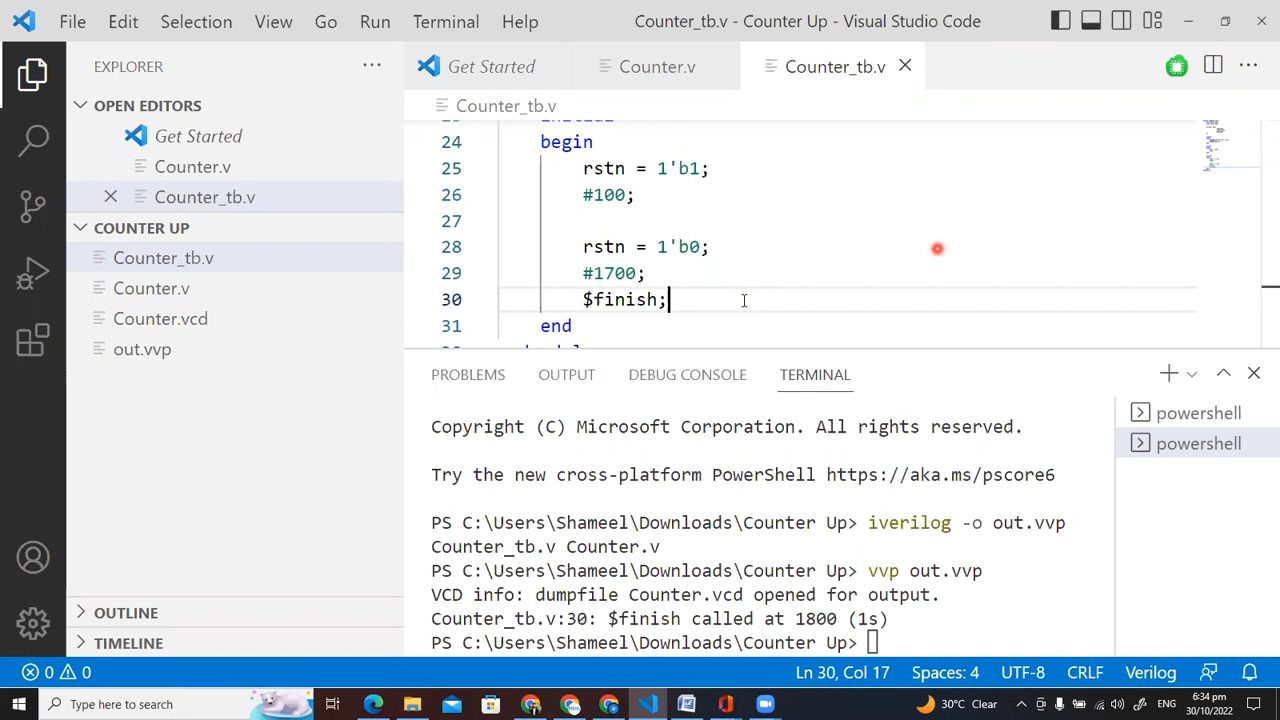 File Edit Selection View Go Run Terminal Help Counter_tb.v - Counter Up - Visual Studio Code
EXPLORER
OPEN EDITORS
Get Started
Counter.v
Counter_tb.v
COUNTER UP
Counter_tb.v
Counter.v
Counter.vcd
out.vvp
OUTLINE
TIMELINE
Get Started Counter.v Counter_tb.v
Counter_tb.v
24 begin
25 rstn = 1'b1;
26 #100;
27
28 rstn = 1'b0;
29 #1700;
30 $finish;
31 end
PROBLEMS OUTPUT DEBUG CONSOLE TERMINAL
powershell
powershell
Copyright (C) Microsoft Corporation. All rights reserved.
Try the new cross-platform PowerShell https://aka.ms/pscore6
PS C:\Users\Shameel\Downloads\Counter Up> iverilog -o out.vvp
Counter_tb.v Counter.v
PS C:\Users\Shameel\Downloads\Counter Up> vvp out.vvp
VCD info: dumpfile Counter.vcd opened for output.
Counter_tb.v:30: $finish called at 1800 (1s)
PS C:\Users\Shameel\Downloads\Counter Up>
0 0 Ln 30, Col 17 Spaces: 4 UTF-8 CRLF Verilog
Type here to search 30°C Clear ENG 6:34 pm
30/10/2022